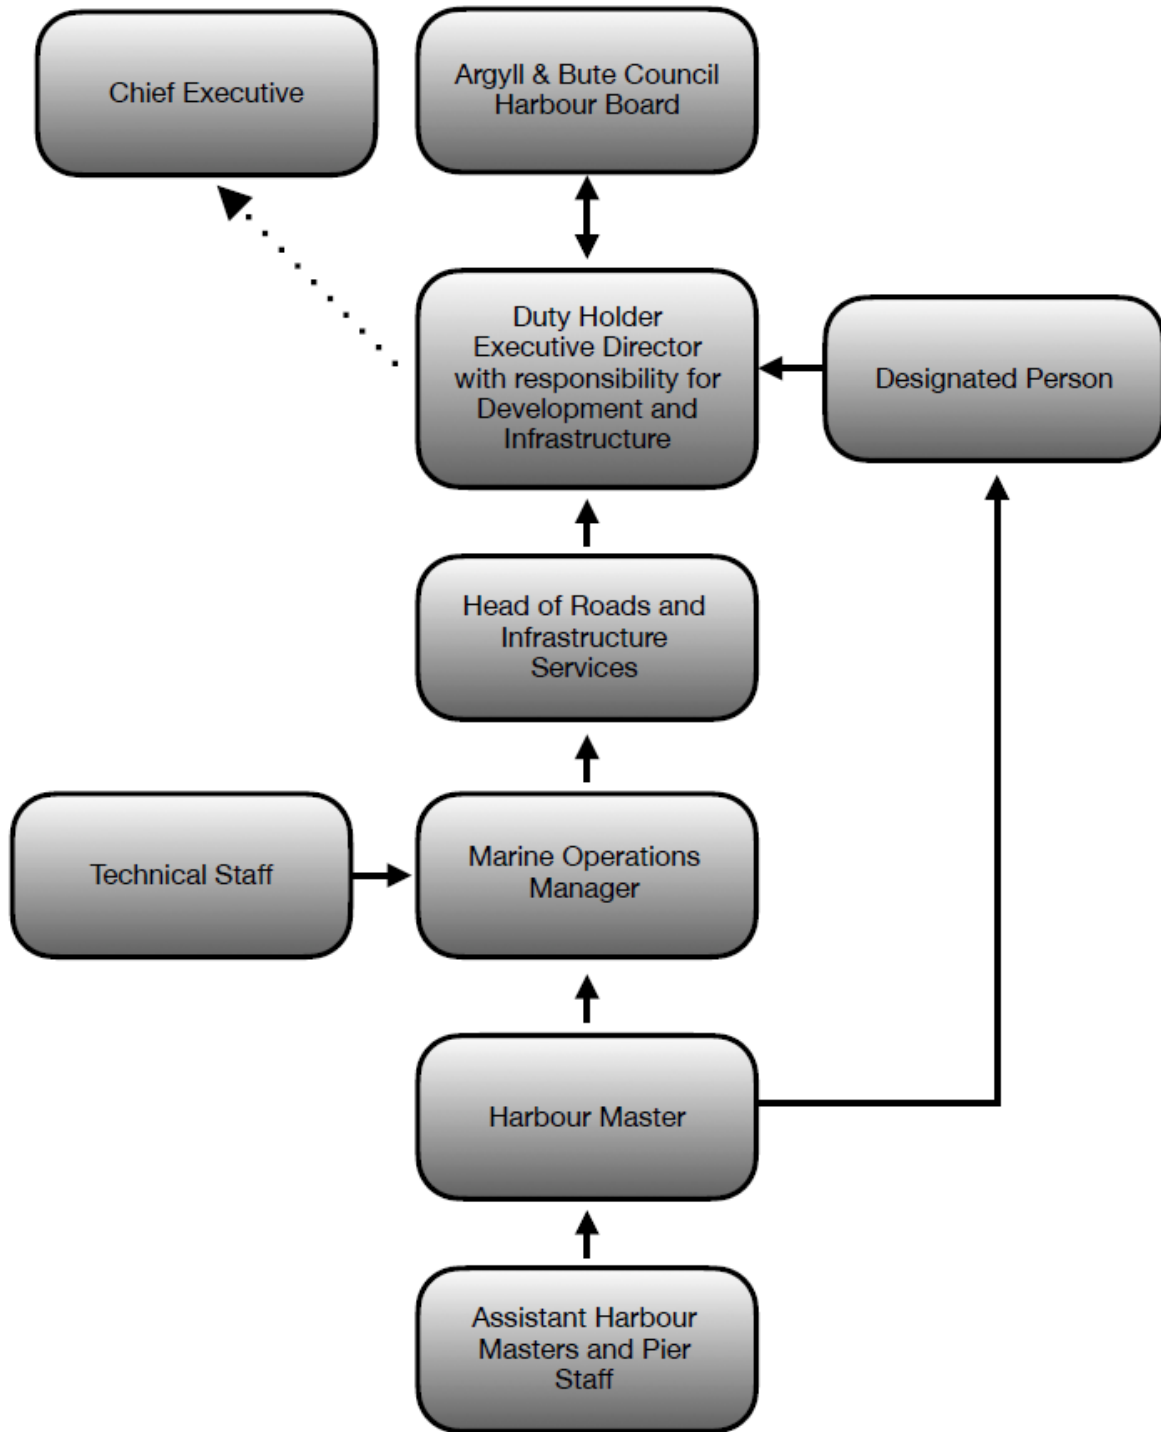 Chief Executive
Argyll & Bute Council
Harbour Board
Duty Holder
Executive Director
with responsibility for
Development and
Infrastructure
Designated Person
Head of Roads and
Infrastructure
Services
Technical Staff
Marine Operations
Manager
Harbour Master
Assistant Harbour
Masters and Pier
Staff